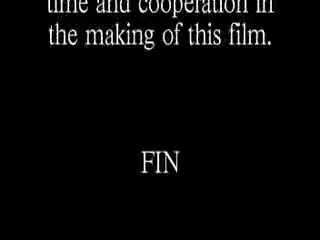 time and cooperation in
the making of this film.
FIN